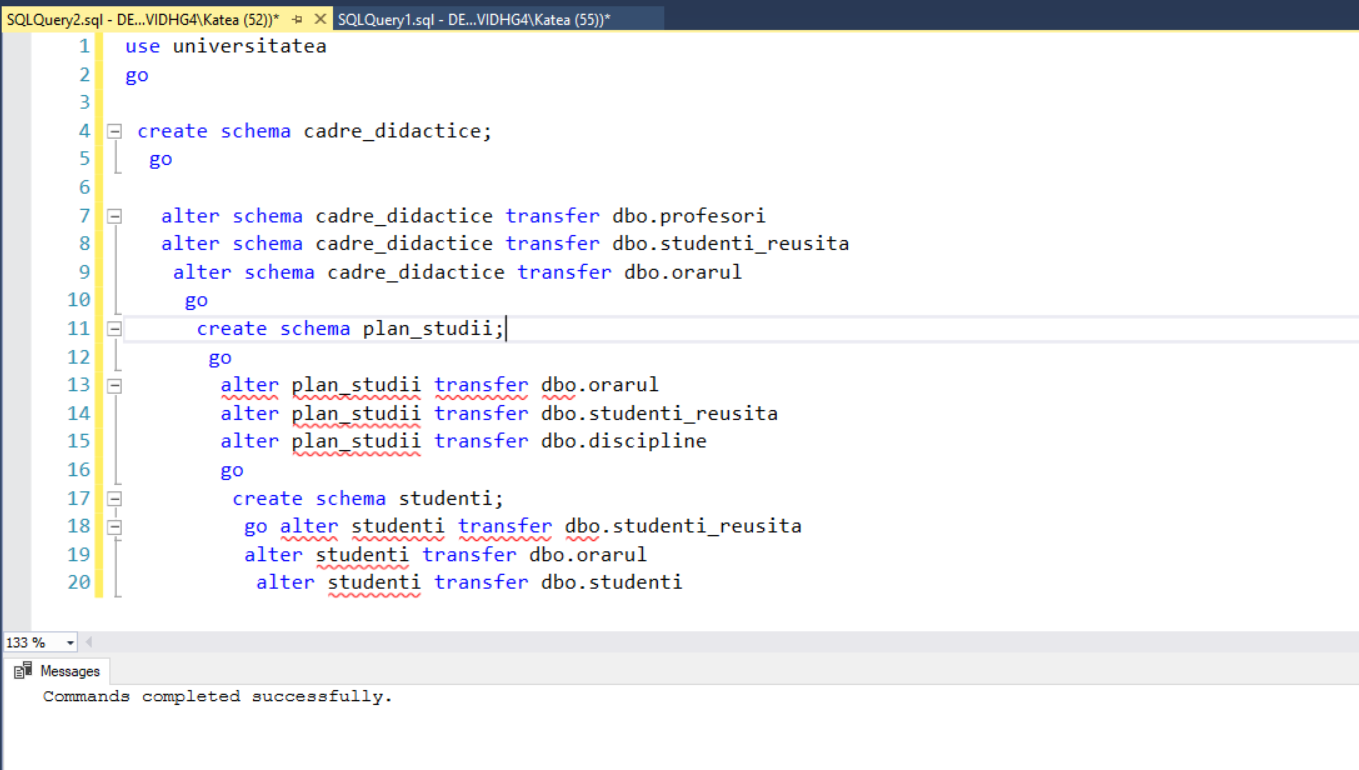 SQLQuery2.sql - DE...VIDHG4\Katea (52))* SQLQuery1.sql - DE...VIDHG4\Katea (55))*
1 use universitatea
2 go
3
4 create schema cadre_didactice;
5 go
6
7 alter schema cadre_didactice transfer dbo.profesori
8 alter schema cadre_didactice transfer dbo.studenti_reusita
9 alter schema cadre_didactice transfer dbo.orarul
10 go
11 create schema plan_studii;
12 go
13 alter plan_studii transfer dbo.orarul
14 alter plan_studii transfer dbo.studenti_reusita
15 alter plan_studii transfer dbo.discipline
16 go
17 create schema studenti;
18 go alter studenti transfer dbo.studenti_reusita
19 alter studenti transfer dbo.orarul
20 alter studenti transfer dbo.studenti
133 %
Messages
Commands completed successfully.